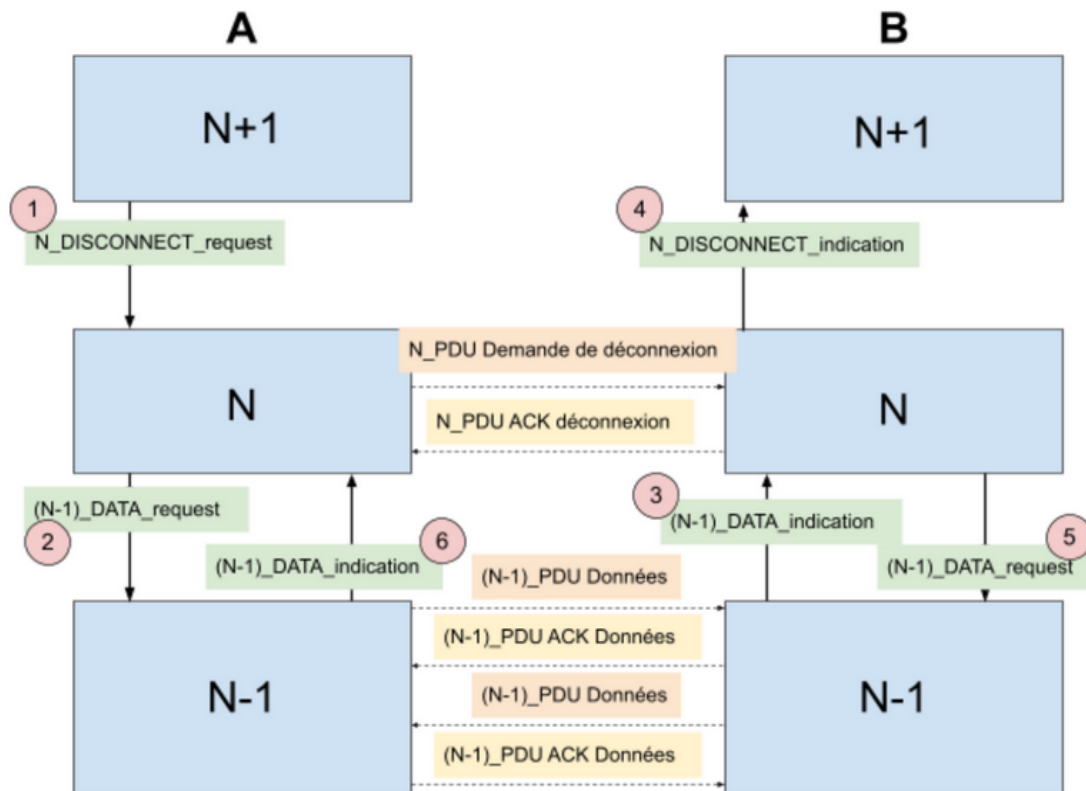 A
B
N+1
N+1
1
N_DISCONNECT_request
4
N_DISCONNECT_indication
N_PDU Demande de déconnexion
N
N
N_PDU ACK déconnexion
(N-1)_DATA_request
2
(N-1)_DATA_indication
6
3
(N-1)_DATA_indication
5
(N-1)_DATA_request
(N-1)_PDU Données
(N-1)_PDU ACK Données
N-1
N-1
(N-1)_PDU Données
(N-1)_PDU ACK Données